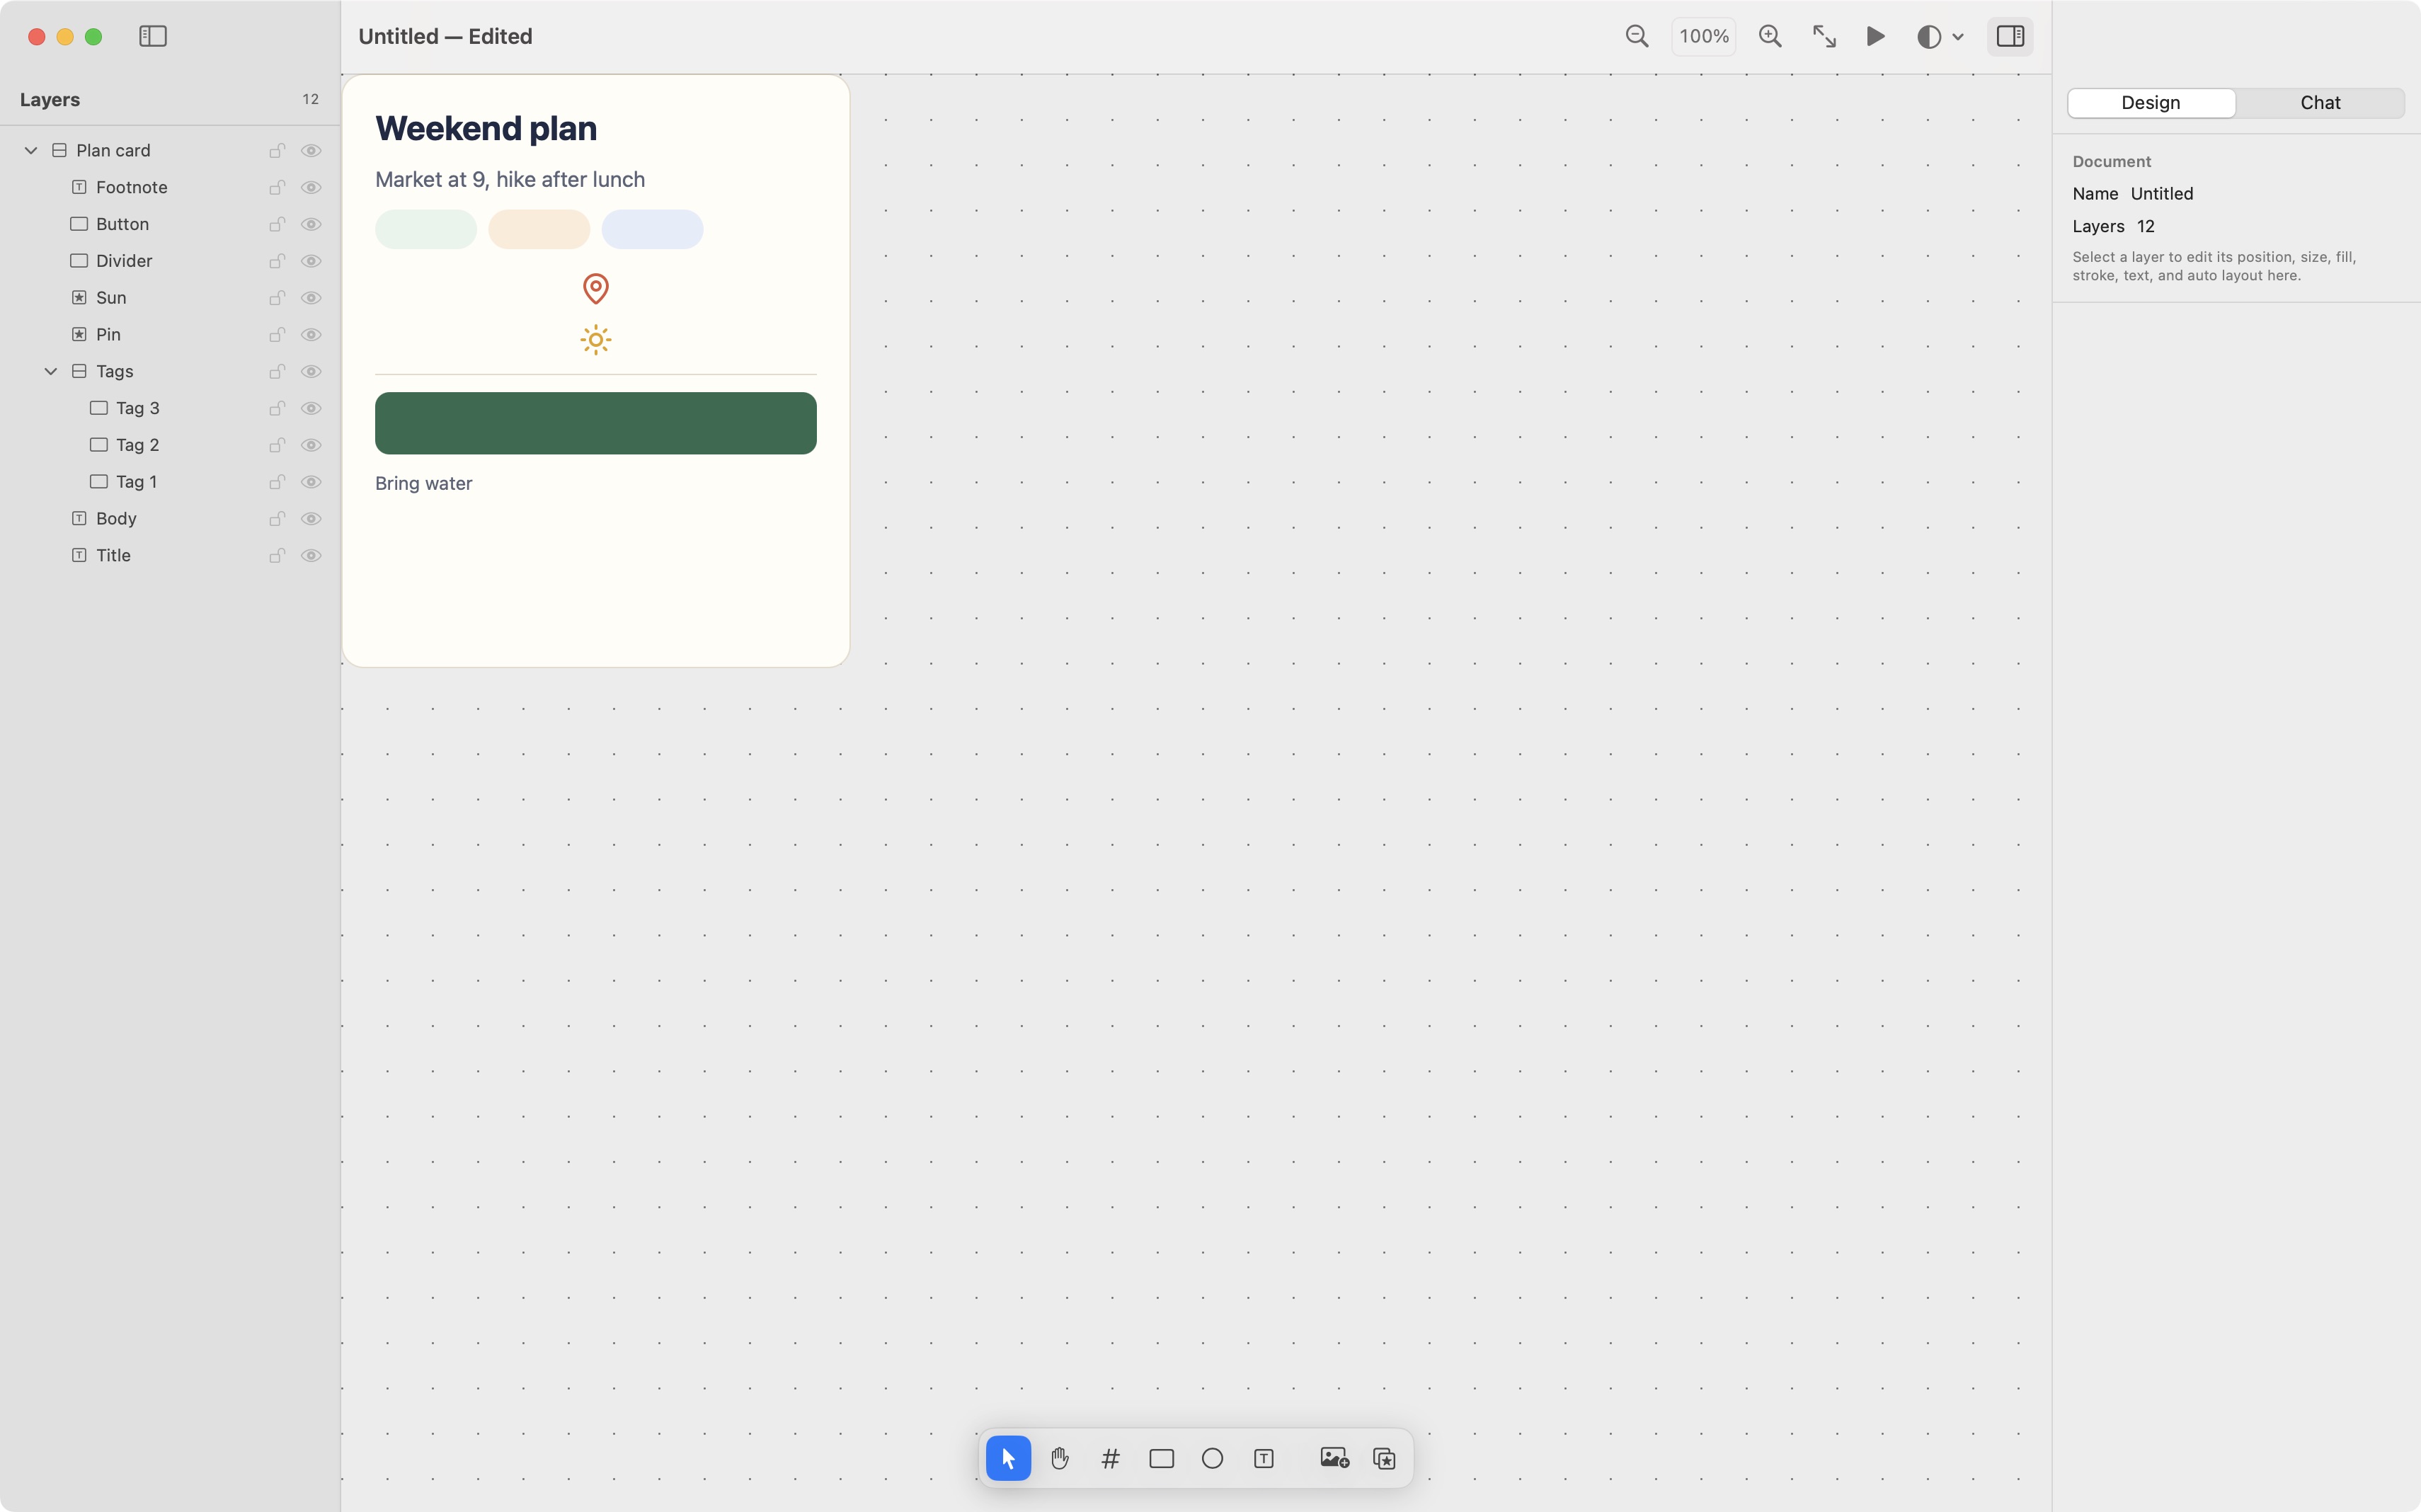 Untitled — Edited
100%
Layers 12
Plan card
Footnote
Button
Divider
Sun
Pin
Tags
Tag 3
Tag 2
Tag 1
Body
Title
Weekend plan
Market at 9, hike after lunch
Bring water
Design Chat
Document
Name Untitled
Layers 12
Select a layer to edit its position, size, fill,
stroke, text, and auto layout here.